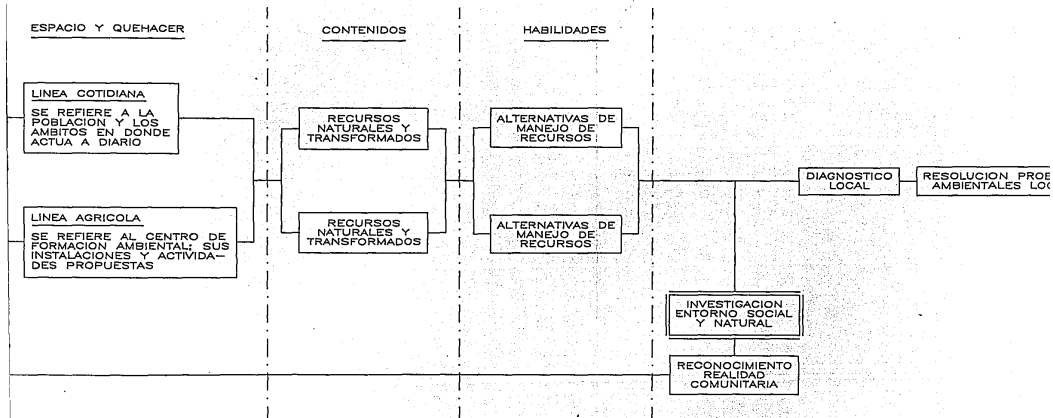 ESPACIO Y QUEHACER
CONTENIDOS
HABILIDADES
LINEA COTIDIANA
SE REFIERE A LA
POBLACION Y LOS
AMBITOS EN DONDE
ACTUA A DIARIO
RECURSOS
NATURALES Y
TRANSFORMADOS
ALTERNATIVAS DE
MANEJO DE
RECURSOS
DIAGNOSTICO
LOCAL
RESOLUCION
AMBIENTALES
LINEA AGRICOLA
SE REFIERE AL CENTRO DE
FORMACION AMBIENTAL; SUS
INSTALACIONES Y ACTIVIDA-
DES PROPUESTAS
RECURSOS
NATURALES Y
TRANSFORMADOS
ALTERNATIVAS DE
MANEJO DE
RECURSOS
INVESTIGACION
ENTORNO SOCIAL
Y NATURAL
RECONOCIMIENTO
REALIDAD
COMUNITARIA